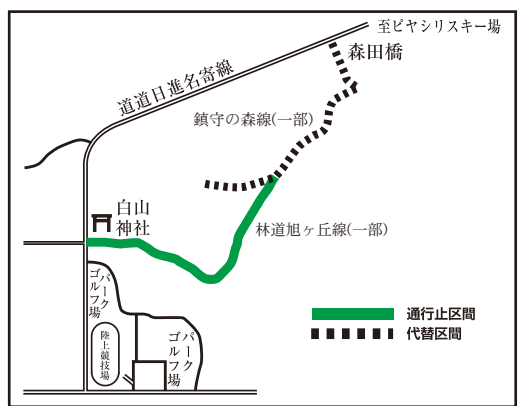 至ピヤシリスキー場
森田橋
道道日進名寄線
鎮守の森線(一部)
白山
神社
林道旭ヶ丘線(一部)
パーク
ゴルフ場
陸上競技場
パーク
ゴルフ場
通行止区間
代替区間